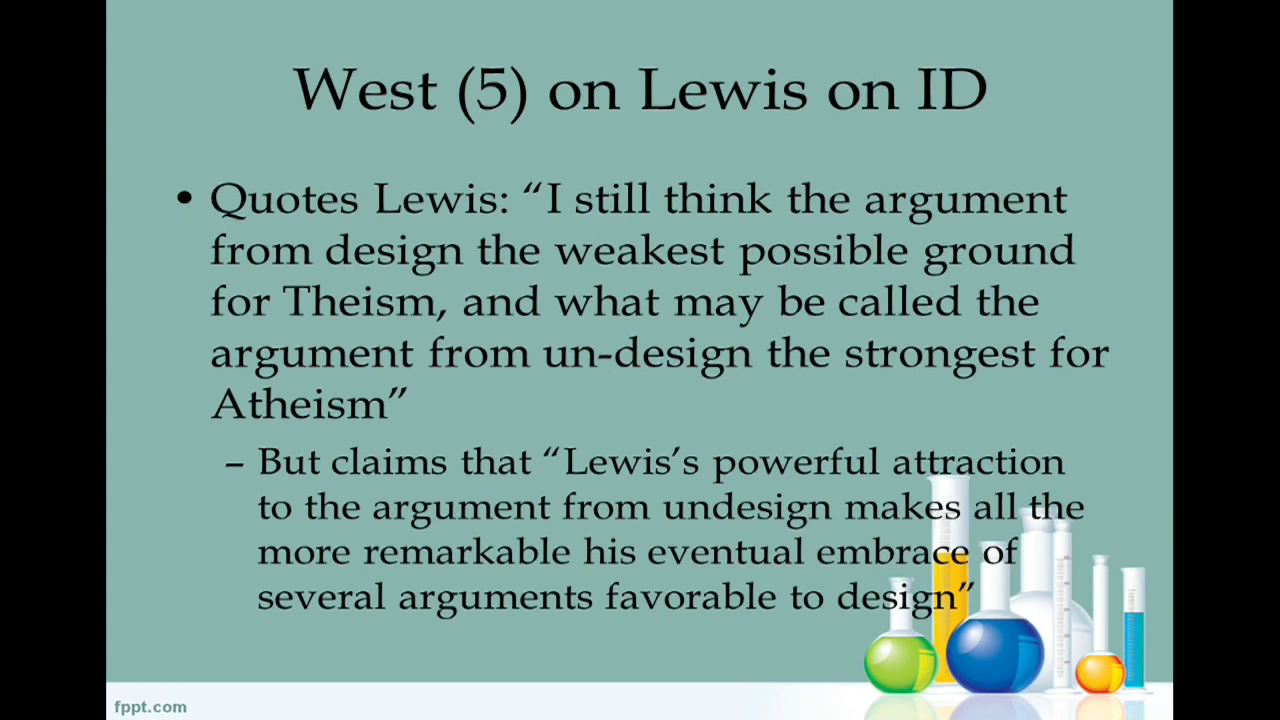 West (5) on Lewis on ID
• Quotes Lewis: “I still think the argument
from design the weakest possible ground
for Theism, and what may be called the
argument from un-design the strongest for
Atheism”
– But claims that “Lewis’s powerful attraction
to the argument from undesign makes all the
more remarkable his eventual embrace of
several arguments favorable to design”
fppt.com